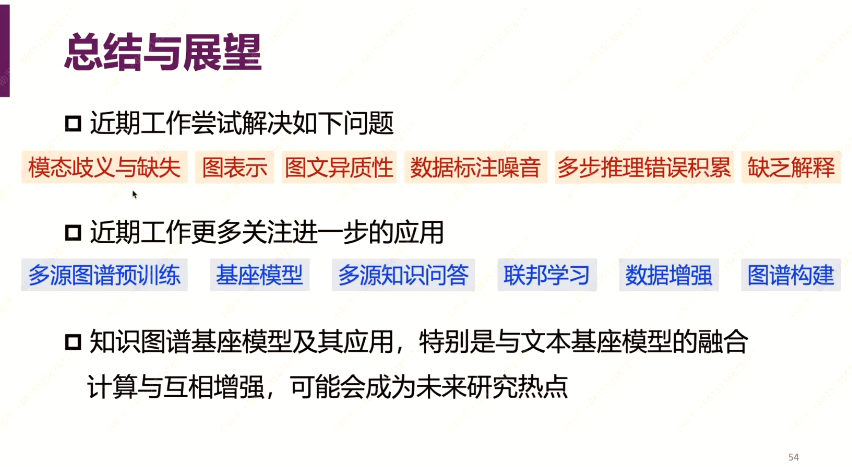 总结与展望
近期工作尝试解决如下问题
模态歧义与缺失 图表示 图文异质性 数据标注噪音 多步推理错误积累 缺乏解释
近期工作更多关注进一步的应用
多源图谱预训练 基座模型 多源知识问答 联邦学习 数据增强 图谱构建
知识图谱基座模型及其应用，特别是与文本基座模型的融合
计算与互相增强，可能会成为未来研究热点
54